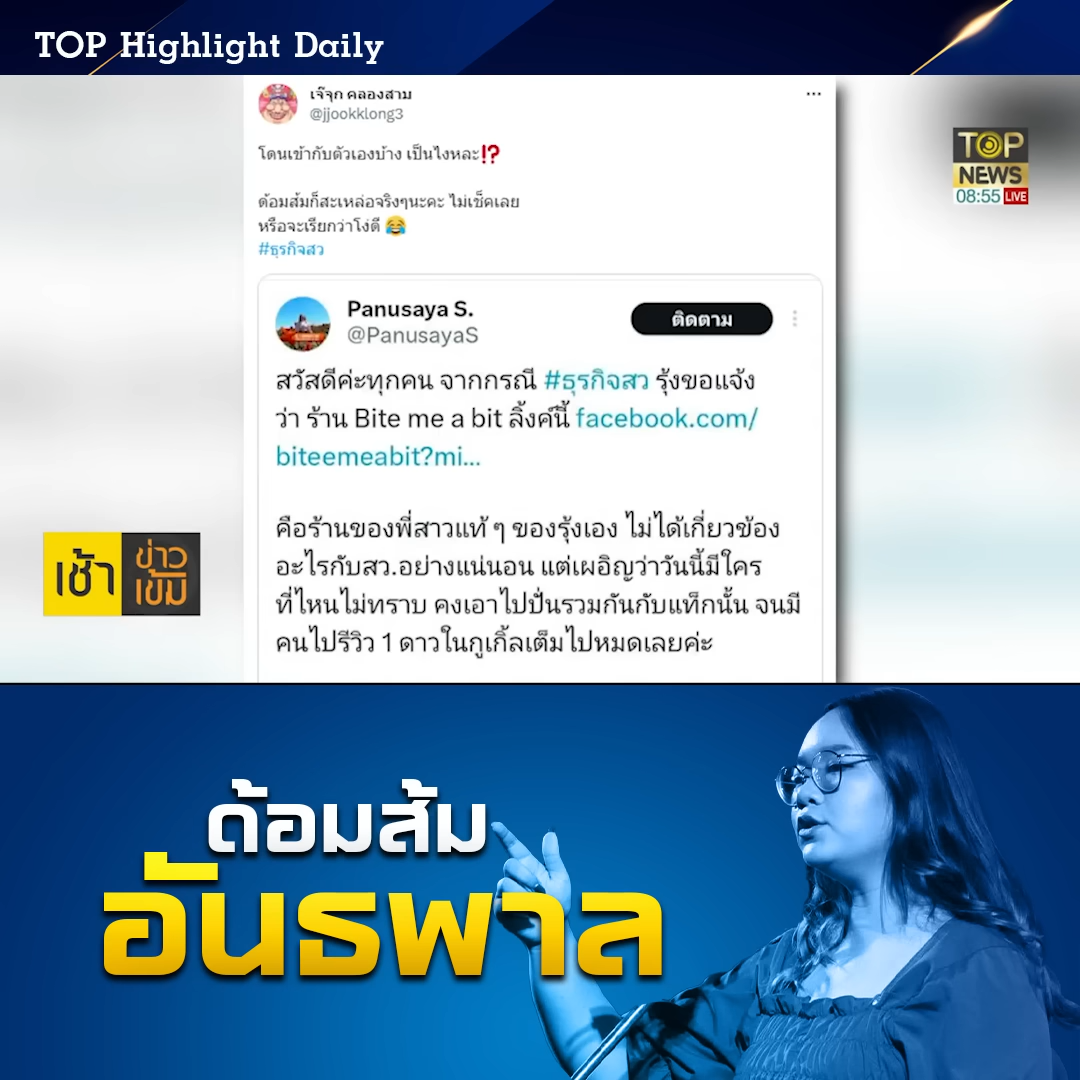 TOP Highlight Daily
เจ๊จุก คลองสาม
@jjookklong3
โดนเข้ากับตัวเองบ้าง เป็นไงหละ⁉️
ด้อมส้มก็สะเหล่อจริงๆนะคะ ไม่เช็คเลย
หรือจะเรียกว่าโง่ดี 😂
#ธุรกิจสว
TOP
NEWS
08:55 LIVE
Panusaya S.
@PanusayaS
ติดตาม
สวัสดีค่ะทุกคน จากกรณี #ธุรกิจสว รุ้งขอแจ้ง
ว่า ร้าน Bite me a bit ลิ้งค์นี้ facebook.com/
biteemeabit?mi...
คือร้านของพี่สาวแท้ ๆ ของรุ้งเอง ไม่ได้เกี่ยวข้อง
อะไรกับสว.อย่างแน่นอน แต่เผอิญว่าวันนี้มีใคร
ที่ไหนไม่ทราบ คงเอาไปปั่นรวมกันกับแท็กนั้น จนมี
คนไปรีวิว 1 ดาวในกูเกิ้ลเต็มไปหมดเลยค่ะ
เช้า
ข่าว
เข้ม
ด้อมส้ม
อันธพาล